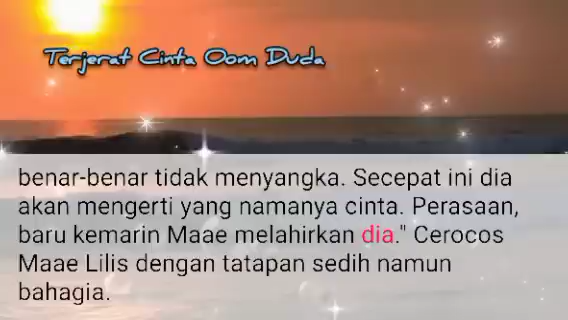 Terjerat Cinta Oom Duda
benar-benar tidak menyangka. Secepat ini dia
akan mengerti yang namanya cinta. Perasaan,
baru kemarin Maae melahirkan dia." Cerocos
Maae Lilis dengan tatapan sedih namun
bahagia.